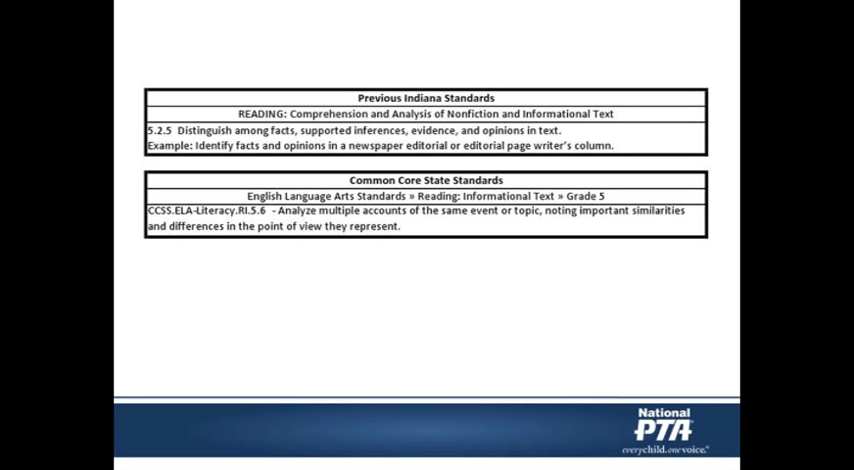 Previous Indiana Standards
READING: Comprehension and Analysis of Nonfiction and Informational Text
5.2.5 Distinguish among facts, supported inferences, evidence, and opinions in text.
Example: Identify facts and opinions in a newspaper editorial or editorial page writer's column.
Common Core State Standards
English Language Arts Standards » Reading: Informational Text » Grade 5
CCSS.ELA-Literacy.RI.5.6 - Analyze multiple accounts of the same event or topic, noting important similarities
and differences in the point of view they represent.
National
PTA®
everychild.onevoice.®